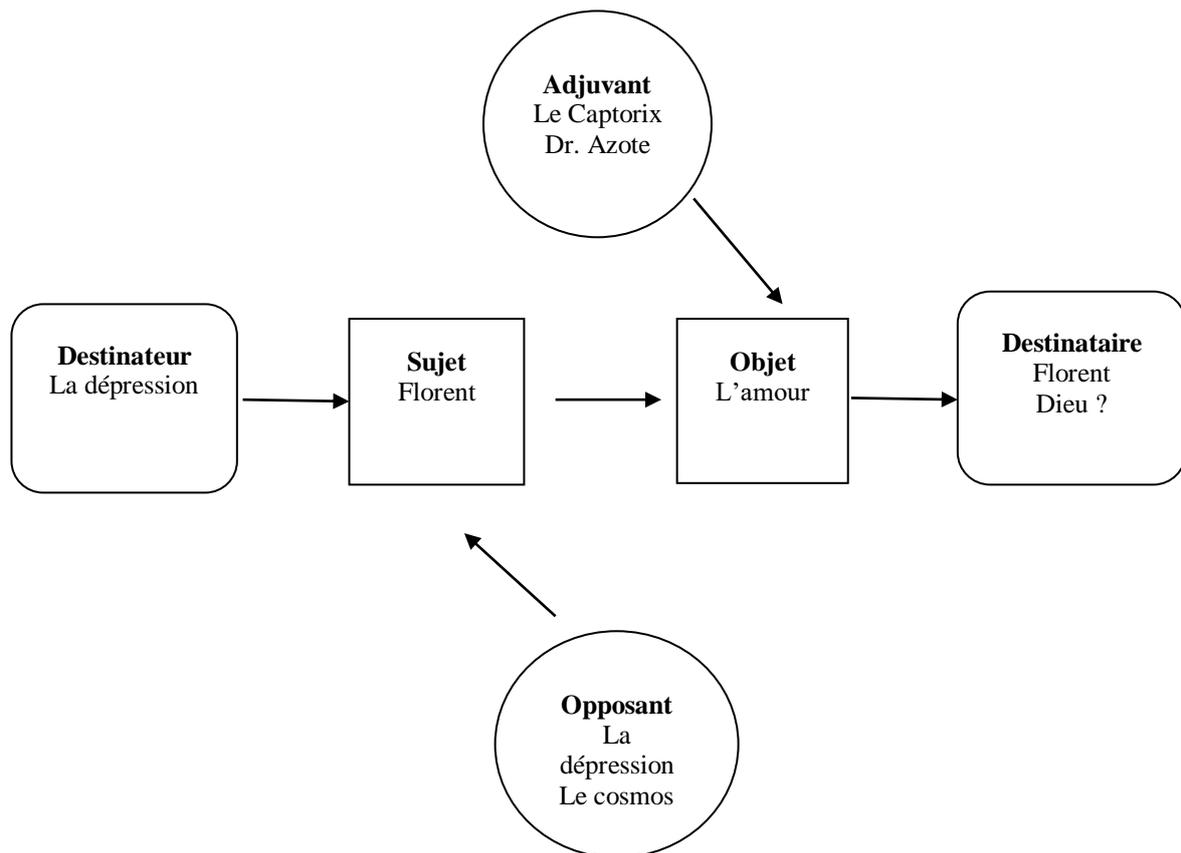 Adjuvant
Le Captorix
Dr. Azote
Destinateur
La dépression
Sujet
Florent
Objet
L’amour
Destinataire
Florent
Dieu ?
Opposant
La
dépression
Le cosmos